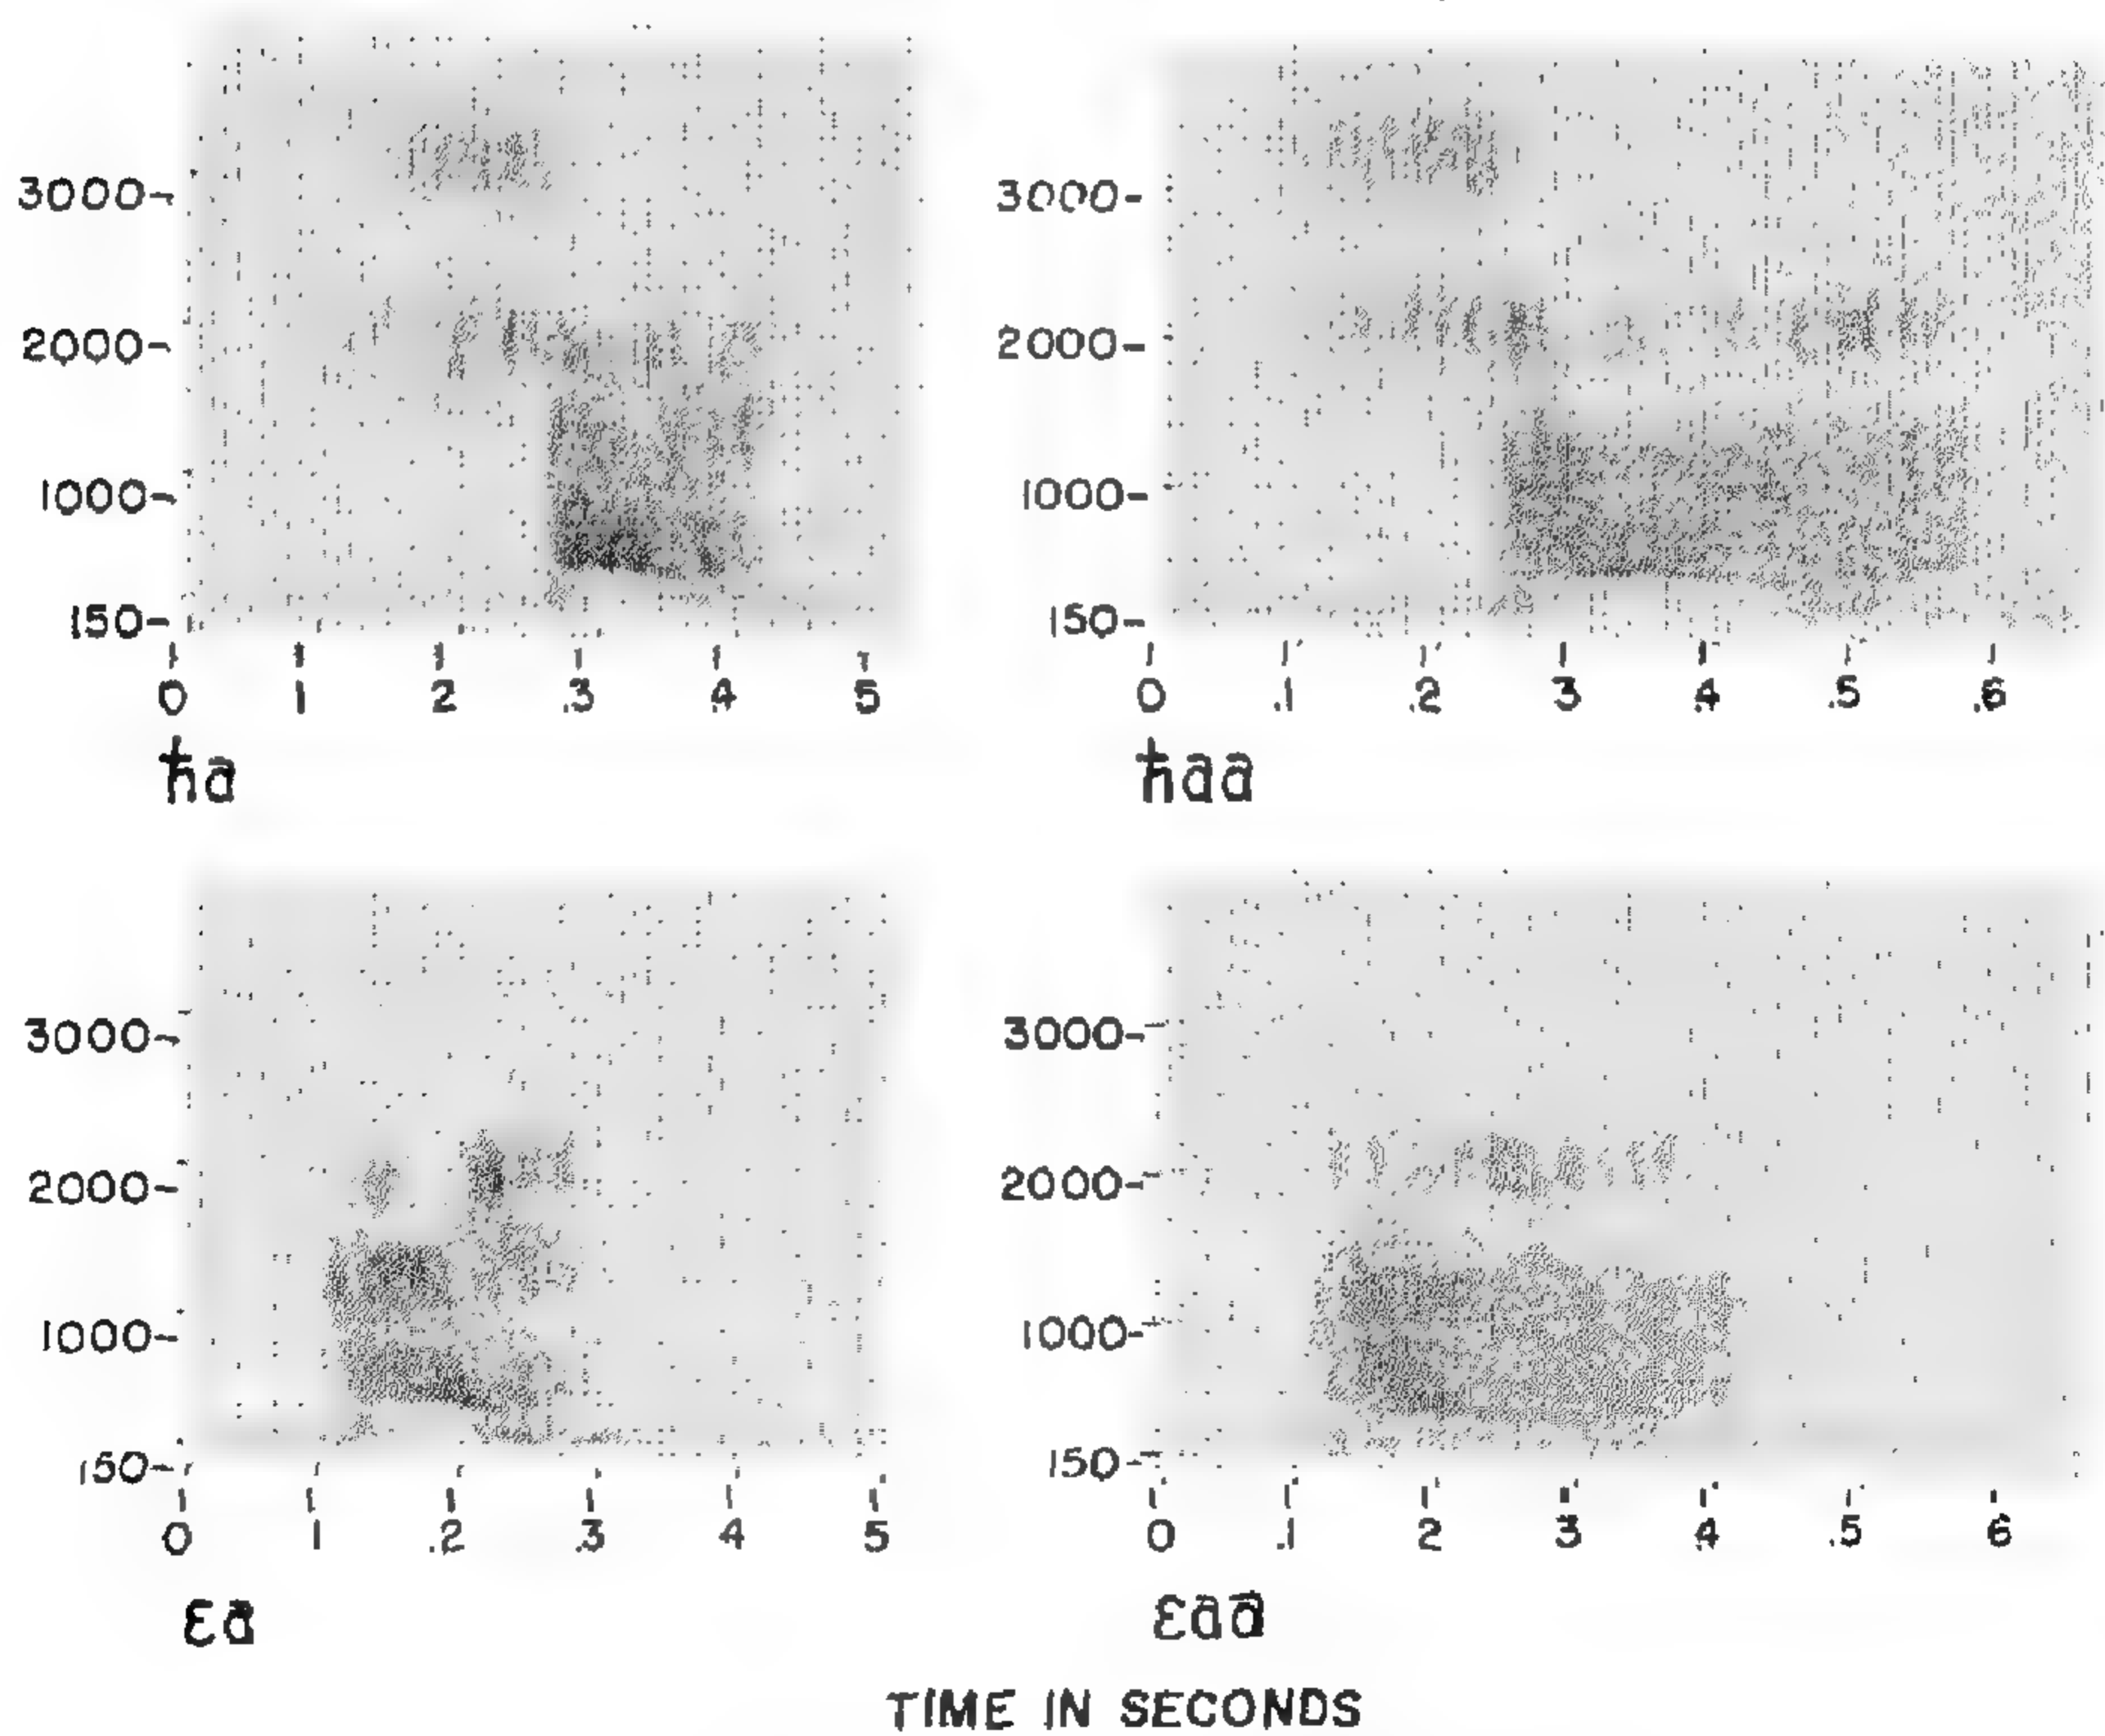 3000- 3000-
2000- 2000-
1000- 1000-
150- 150-
0 1 2 .3 .4 5 0 .1 .2 .3 .4 .5 .6
ħa ħaa
3000- 3000-
2000- 2000-
1000- 1000-
150- 150-
0 1 .2 .3 4 5 0 .1 2 .3 .4 .5 6
εa εaa
TIME IN SECONDS